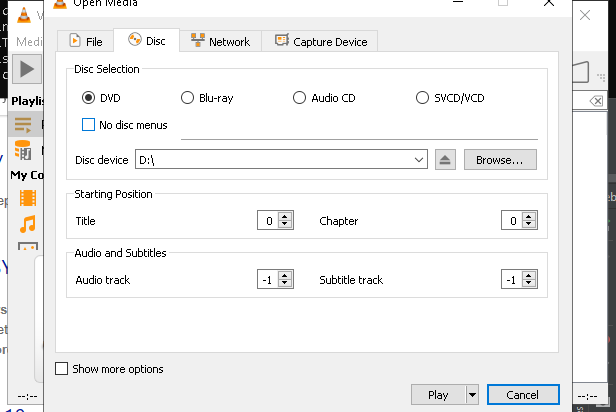 Open Media
Medi
File
Disc
Network
Capture Device
Disc Selection
DVD
Blu-ray
Audio CD
SVCD/VCD
Playlis
No disc menus
Disc device
D:\
Browse...
My Co
Starting Position
Title
0
Chapter
0
Audio and Subtitles
Audio track
-1
Subtitle track
-1
Show more options
--:--
Play
Cancel
--:--